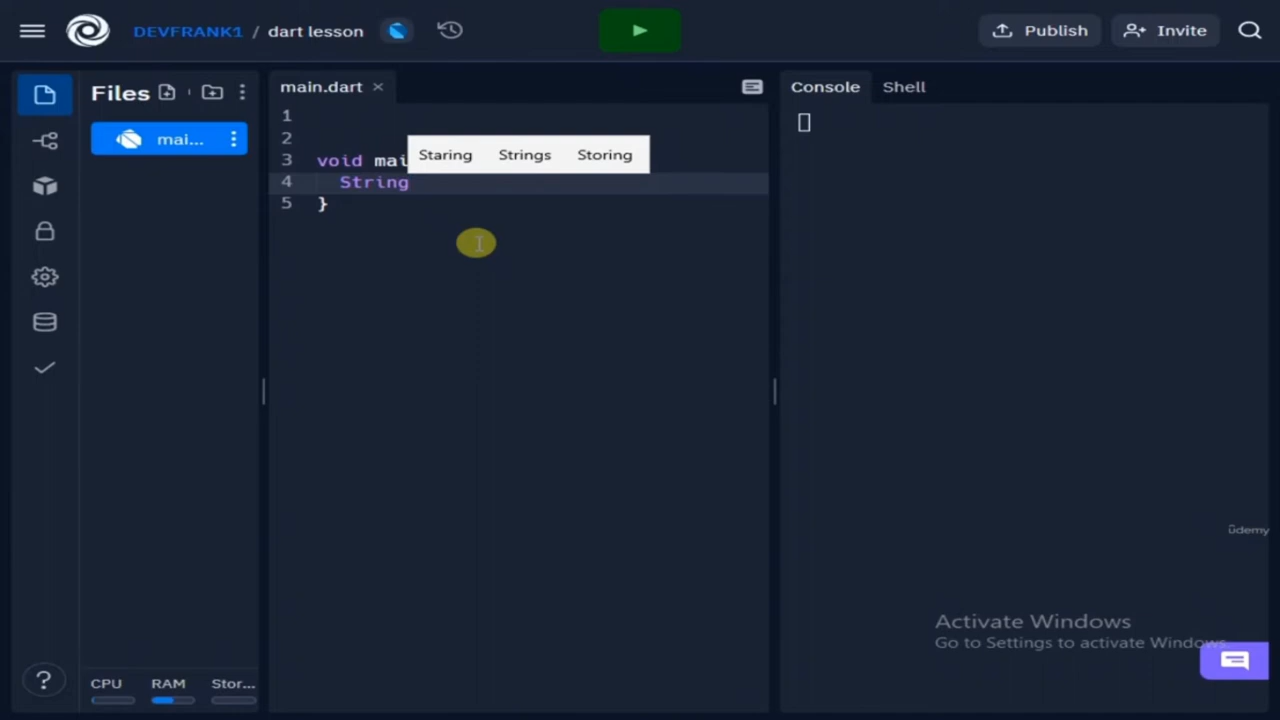 DEVFRANK1 / dart lesson
Publish
Invite
Files
mai...
main.dart ×
1
2
3 void mai
Staring Strings Storing
4 String
5 }
Console Shell
ûdemy
Activate Windows
Go to Settings to activate Windows.
CPU RAM Stor...
?